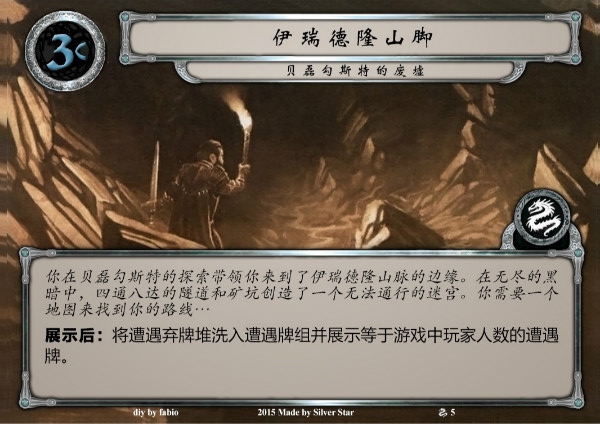 3C
伊瑞德隆山脚
贝磊勾斯特的废墟
你在贝磊勾斯特的探索带领你来到了伊瑞德隆山脉的边缘。在无尽的黑
暗中，四通八达的隧道和矿坑创造了一个无法通行的迷宫。你需要一个
地图来找到你的路线…
展示后：将遭遇弃牌堆洗入遭遇牌组并展示等于游戏中玩家人数的遭遇
牌。
diy by fabio 2015 Made by Silver Star 5